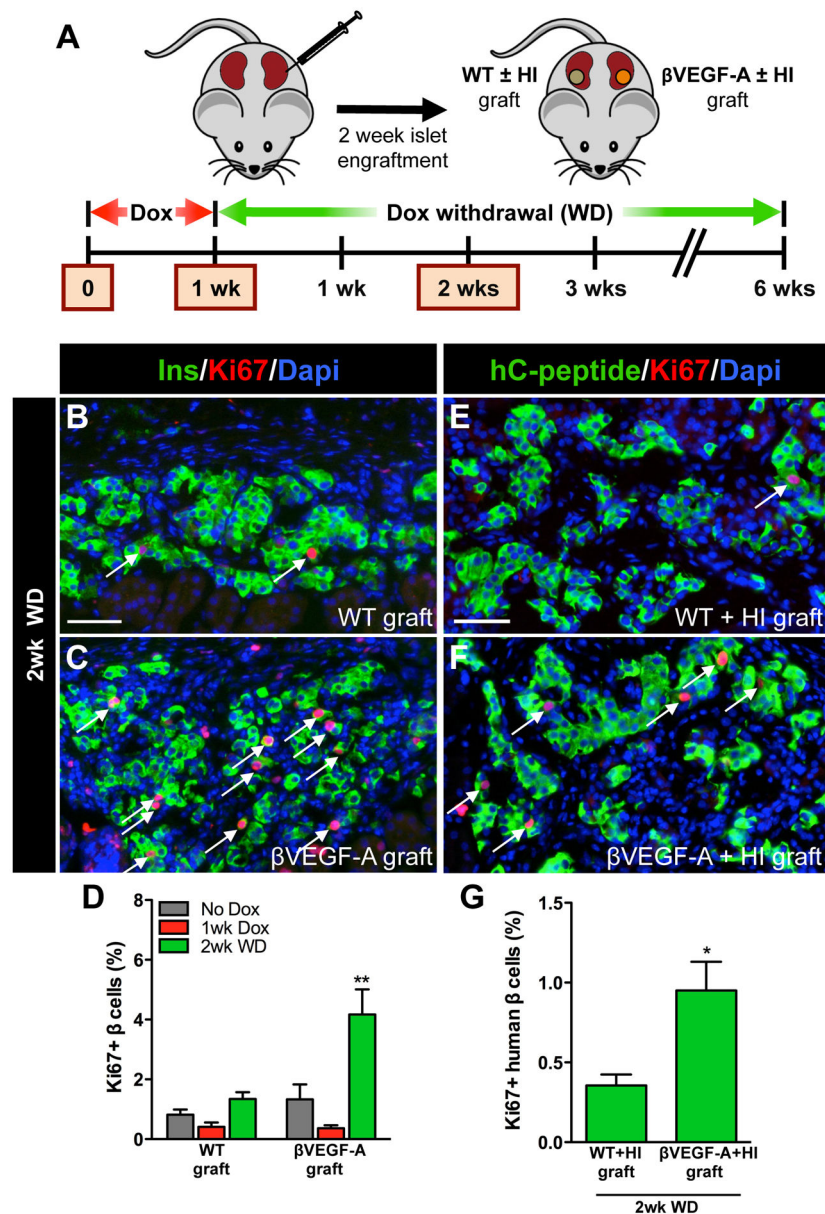 A
WT ± HI
graft
βVEGF-A ± HI
graft
2 week islet
engraftment
Dox
Dox withdrawal (WD)
0
1 wk
1 wk
2 wks
3 wks
6 wks
Ins/Ki67/Dapi
hC-peptide/Ki67/Dapi
2wk WD
B
WT graft
E
WT + HI graft
C
βVEGF-A graft
F
βVEGF-A + HI graft
D
Ki67+ β cells (%)
8
6
4
2
0
No Dox
1wk Dox
2wk WD
**
WT
graft
βVEGF-A
graft
G
Ki67+ human β cells (%)
1.5
1.0
0.5
0.0
*
WT+HI
graft
βVEGF-A+HI
graft
2wk WD